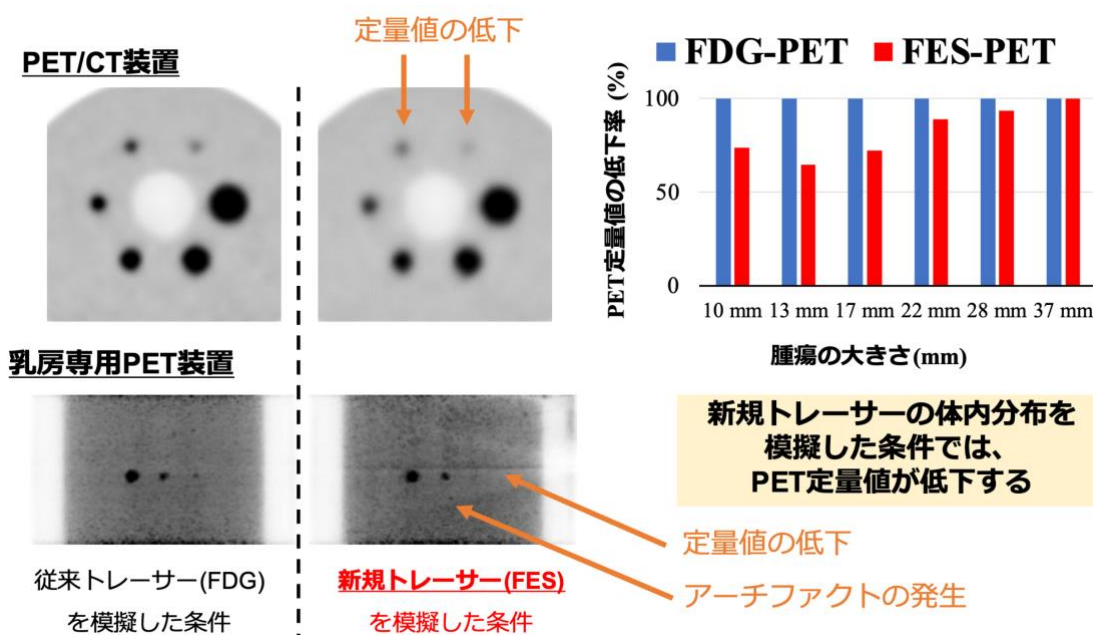 定量値の低下
PET/CT装置
FDG-PET
FES-PET
PET定量値の低下率 (%)
100
50
0
10 mm
13 mm
17 mm
22 mm
28 mm
37 mm
腫瘍の大きさ(mm)
乳房専用PET装置
新規トレーサーの体内分布を
模擬した条件では、
PET定量値が低下する
定量値の低下
アーチファクトの発生
従来トレーサー(FDG)
を模擬した条件
新規トレーサー(FES)
を模擬した条件